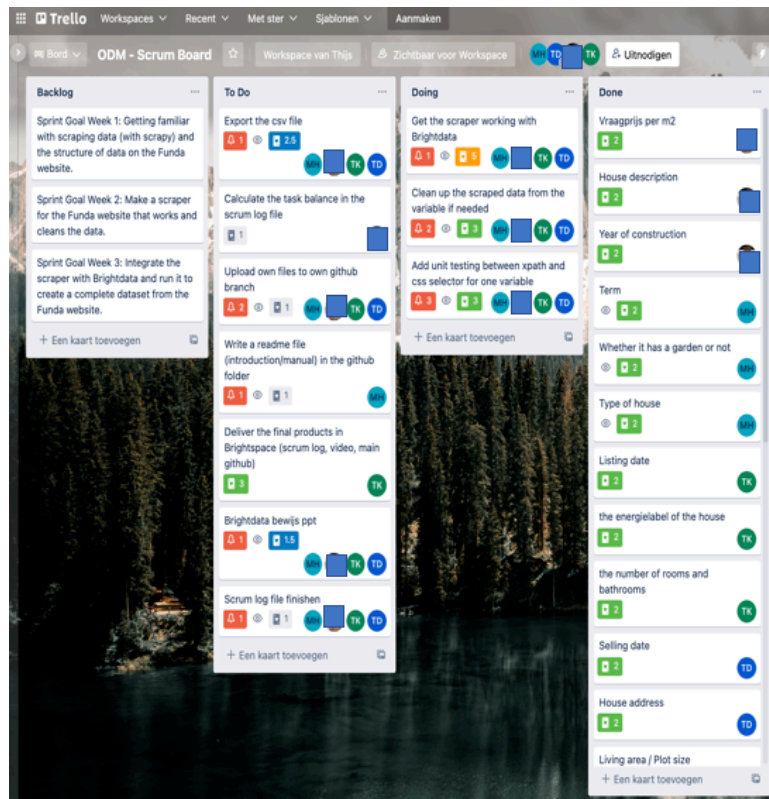 Trello Workspaces Recent Met ster Sjablonen Aanmaken
Bord ODM - Scrum Board Workspace van Thijs Zichtbaar voor Workspace MH TD TK Uitnodigen
Backlog
Sprint Goal Week 1: Getting familiar
with scraping data (with scrapy) and
the structure of data on the Funda
website.
Sprint Goal Week 2: Make a scraper
for the Funda website that works and
cleans the data.
Sprint Goal Week 3: Integrate the
scraper with Brightdata and run it to
create a complete dataset from the
Funda website.
+ Een kaart toevoegen
To Do
Export the csv file
1 2.5
MH TK TD
Calculate the task balance in the
scrum log file
1
Upload own files to own github
branch
2 1 MH TK TD
Write a readme file
(introduction/manual) in the github
folder
1 1 MH
Deliver the final products in
Brightspace (scrum log, video, main
github)
3 TK
Brightdata bewijs ppt
1 1.5
MH TK TD
Scrum log file finishen
1 1 MH TK TD
+ Een kaart toevoegen
Doing
Get the scraper working with
Brightdata
1 5 MH TK TD
Clean up the scraped data from the
variable if needed
2 3 MH TK TD
Add unit testing between xpath and
css selector for one variable
3 3 MH TK TD
+ Een kaart toevoegen
Done
Vraagprijs per m2
2
House description
2
Year of construction
2
Term
2 MH
Whether it has a garden or not
2 MH
Type of house
2 MH
Listing date
2 TK
the energielabel of the house
2 TK
the number of rooms and
bathrooms
2 TK
Selling date
2 TD
House address
2 TD
Living area / Plot size
+ Een kaart toevoegen